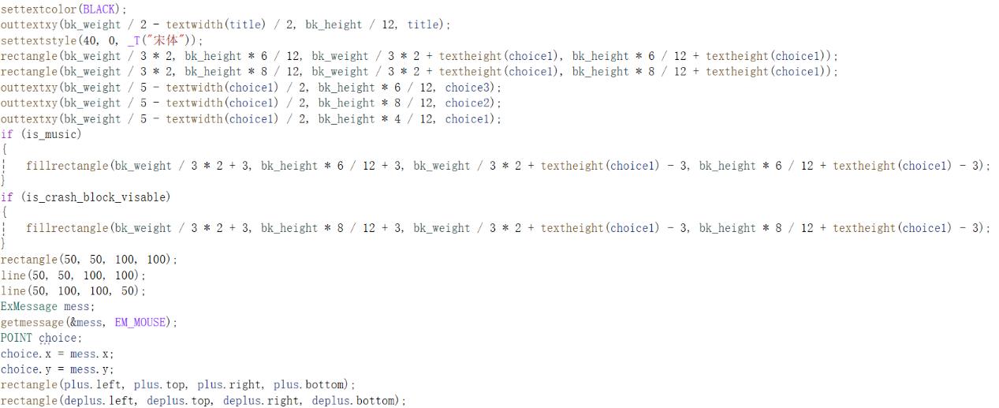 settextcolor(BLACK);
outtextxy(bk_weight / 2 - textwidth(title) / 2, bk_height / 12, title);
settextstyle(40, 0, _T("宋体"));
rectangle(bk_weight / 3 * 2, bk_height * 6 / 12, bk_weight / 3 * 2 + textheight(choice1), bk_height * 6 / 12 + textheight(choice1));
rectangle(bk_weight / 3 * 2, bk_height * 8 / 12, bk_weight / 3 * 2 + textheight(choice1), bk_height * 8 / 12 + textheight(choice1));
outtextxy(bk_weight / 5 - textwidth(choice1) / 2, bk_height * 6 / 12, choice3);
outtextxy(bk_weight / 5 - textwidth(choice1) / 2, bk_height * 8 / 12, choice2);
outtextxy(bk_weight / 5 - textwidth(choice1) / 2, bk_height * 4 / 12, choice1);
if (is_music)
{
    fillrectangle(bk_weight / 3 * 2 + 3, bk_height * 6 / 12 + 3, bk_weight / 3 * 2 + textheight(choice1) - 3, bk_height * 6 / 12 + textheight(choice1) - 3);
}
if (is_crash_block_visable)
{
    fillrectangle(bk_weight / 3 * 2 + 3, bk_height * 8 / 12 + 3, bk_weight / 3 * 2 + textheight(choice1) - 3, bk_height * 8 / 12 + textheight(choice1) - 3);
}
rectangle(50, 50, 100, 100);
line(50, 50, 100, 100);
line(50, 100, 100, 50);
ExMessage mess;
getmessage(&mess, EM_MOUSE);
POINT choice;
choice.x = mess.x;
choice.y = mess.y;
rectangle(plus.left, plus.top, plus.right, plus.bottom);
rectangle(deplus.left, deplus.top, deplus.right, deplus.bottom);